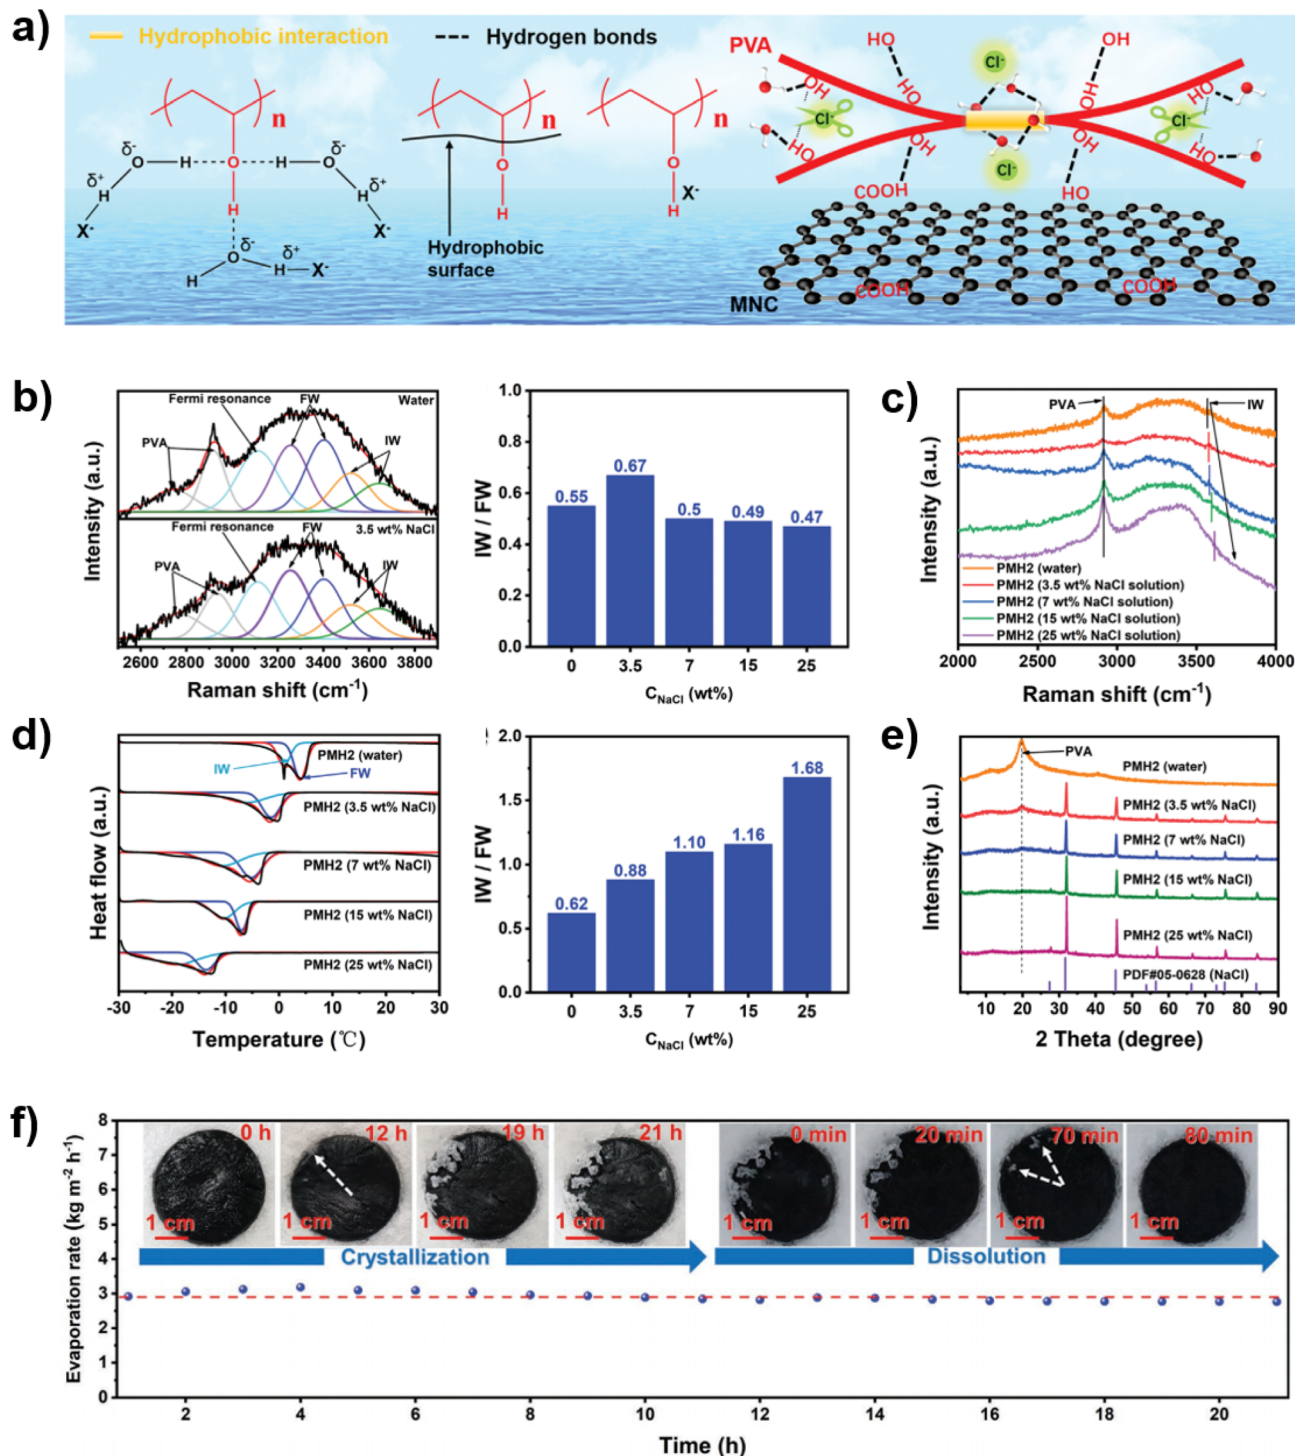 a)
Hydrophobic interaction
Hydrogen bonds
n
n
n
δ-
O
H
O
H
O
δ-
δ+
H
X-
H
δ+
H
X-
δ-
O
δ+
H
H
X-
O
H
Hydrophobic
surface
O
X-
H
PVA
HO
Cl-
OH
OH
HO
OH
HO
Cl-
Cl-
HO
OH
OH
HO
Cl-
COOH
HO
COOH
COOH
MNC
b)
Intensity (a.u.)
Fermi resonance
FW
Water
PVA
IW
Fermi resonance
FW
3.5 wt% NaCl
PVA
IW
2600 2800 3000 3200 3400 3600 3800
Raman shift (cm-1)
IW / FW
1.0
0.8
0.6
0.4
0.2
0.0
0.55
0.67
0.5
0.49
0.47
0 3.5 7 15 25
CNaCl (wt%)
c)
Intensity (a.u.)
PVA
IW
PMH2 (water)
PMH2 (3.5 wt% NaCl solution)
PMH2 (7 wt% NaCl solution)
PMH2 (15 wt% NaCl solution)
PMH2 (25 wt% NaCl solution)
2000 2500 3000 3500 4000
Raman shift (cm-1)
d)
Heat flow (a.u.)
PMH2 (water)
IW
FW
PMH2 (3.5 wt% NaCl)
PMH2 (7 wt% NaCl)
PMH2 (15 wt% NaCl)
PMH2 (25 wt% NaCl)
-30 -20 -10 0 10 20 30
Temperature (℃)
IW / FW
2.0
1.5
1.0
0.5
0.0
0.62
0.88
1.10
1.16
1.68
0 3.5 7 15 25
CNaCl (wt%)
e)
Intensity (a.u.)
PVA
PMH2 (water)
PMH2 (3.5 wt% NaCl)
PMH2 (7 wt% NaCl)
PMH2 (15 wt% NaCl)
PMH2 (25 wt% NaCl)
PDF#05-0628 (NaCl)
10 20 30 40 50 60 70 80 90
2 Theta (degree)
f)
Evaporation rate (kg m-2 h-1)
8
7
6
5
4
3
2
1
0
0 h
12 h
19 h
21 h
0 min
20 min
70 min
80 min
1 cm
1 cm
1 cm
1 cm
1 cm
1 cm
1 cm
1 cm
Crystallization
Dissolution
2 4 6 8 10 12 14 16 18 20
Time (h)